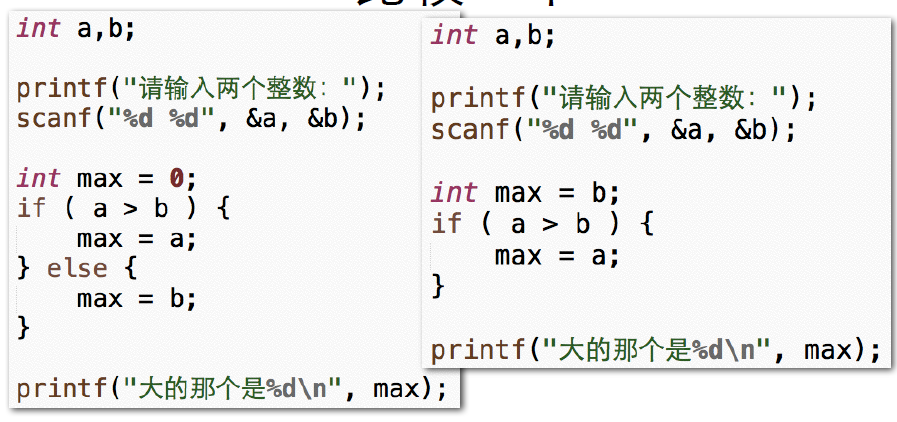 int a,b;
printf("请输入两个整数：");
scanf("%d %d", &a, &b);
int max = 0;
if ( a > b ) {
    max = a;
} else {
    max = b;
}
printf("大的那个是%d\n", max);
int a,b;
printf("请输入两个整数：");
scanf("%d %d", &a, &b);
int max = b;
if ( a > b ) {
    max = a;
}
printf("大的那个是%d\n", max);